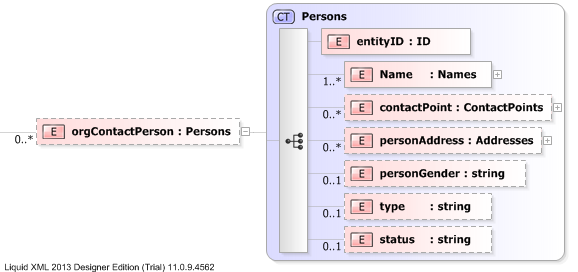 CT Persons
E entityID : ID
1..* E Name : Names
0..* E contactPoint : ContactPoints
0..* E orgContactPerson : Persons
0..* E personAddress : Addresses
0..1 E personGender : string
0..1 E type : string
0..1 E status : string
Liquid XML 2013 Designer Edition (Trial) 11.0.9.4562